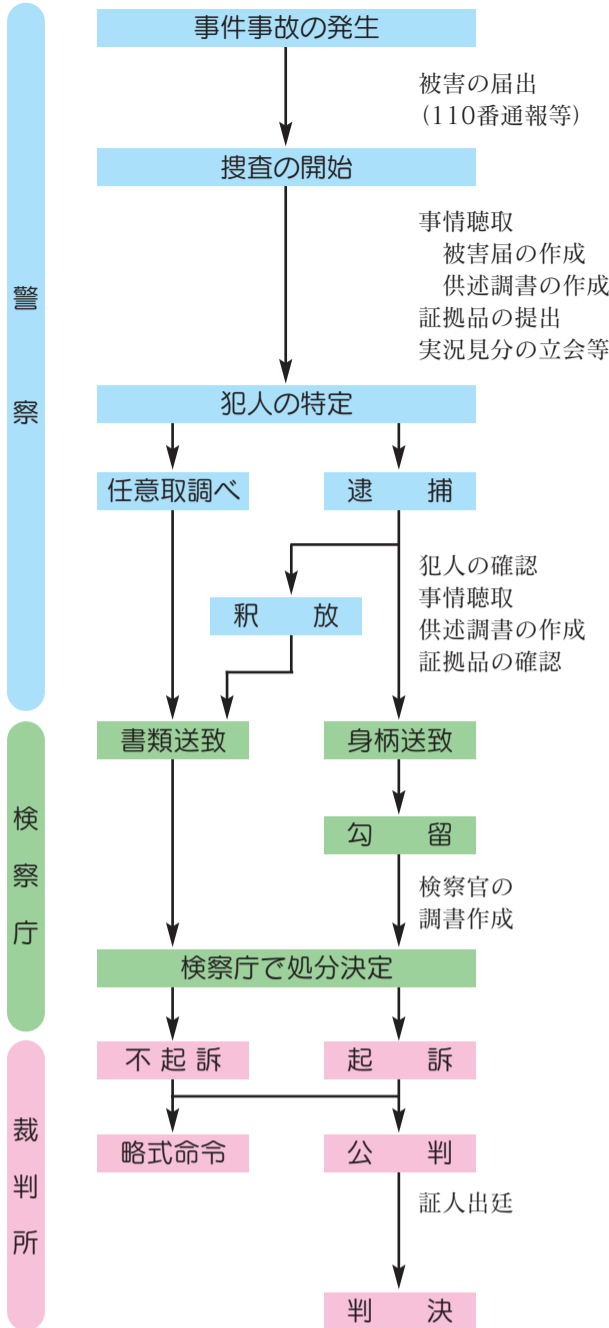 警察
事件事故の発生
被害の届出
(110番通報等)
捜査の開始
事情聴取
被害届の作成
供述調書の作成
証拠品の提出
実況見分の立会等
犯人の特定
任意取調べ
逮捕
釈放
犯人の確認
事情聴取
供述調書の作成
証拠品の確認
検察庁
書類送致
身柄送致
勾留
検察官の
調書作成
検察庁で処分決定
裁判所
不起訴
起訴
略式命令
公判
証人出廷
判決